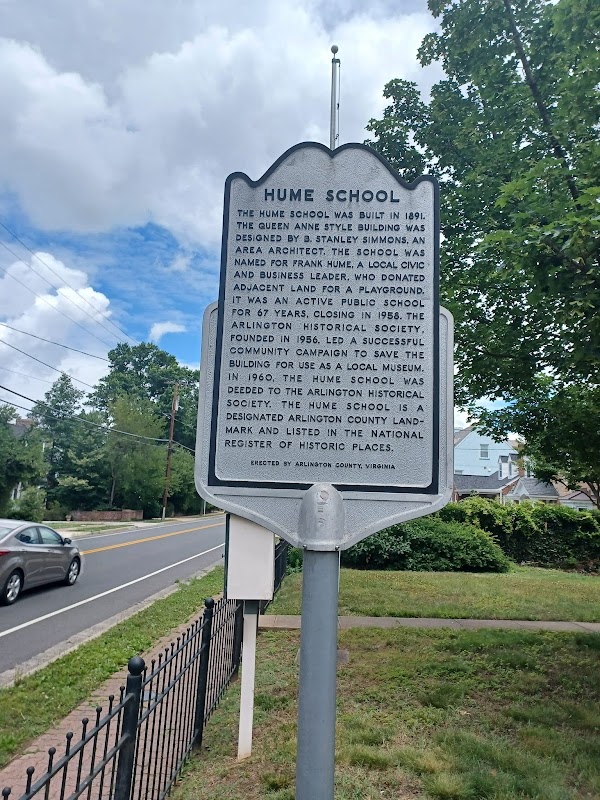 HUME SCHOOL
THE HUME SCHOOL WAS BUILT IN 1891.
THE QUEEN ANNE STYLE BUILDING WAS
DESIGNED BY B. STANLEY SIMMONS, AN
AREA ARCHITECT. THE SCHOOL WAS
NAMED FOR FRANK HUME, A LOCAL CIVIC
AND BUSINESS LEADER, WHO DONATED
ADJACENT LAND FOR A PLAYGROUND.
IT WAS AN ACTIVE PUBLIC SCHOOL
FOR 67 YEARS, CLOSING IN 1958. THE
ARLINGTON HISTORICAL SOCIETY,
FOUNDED IN 1956, LED A SUCCESSFUL
COMMUNITY CAMPAIGN TO SAVE THE
BUILDING FOR USE AS A LOCAL MUSEUM.
IN 1960, THE HUME SCHOOL WAS
DEEDED TO THE ARLINGTON HISTORICAL
SOCIETY. THE HUME SCHOOL IS A
DESIGNATED ARLINGTON COUNTY LAND-
MARK AND LISTED IN THE NATIONAL
REGISTER OF HISTORIC PLACES.
ERECTED BY ARLINGTON COUNTY, VIRGINIA